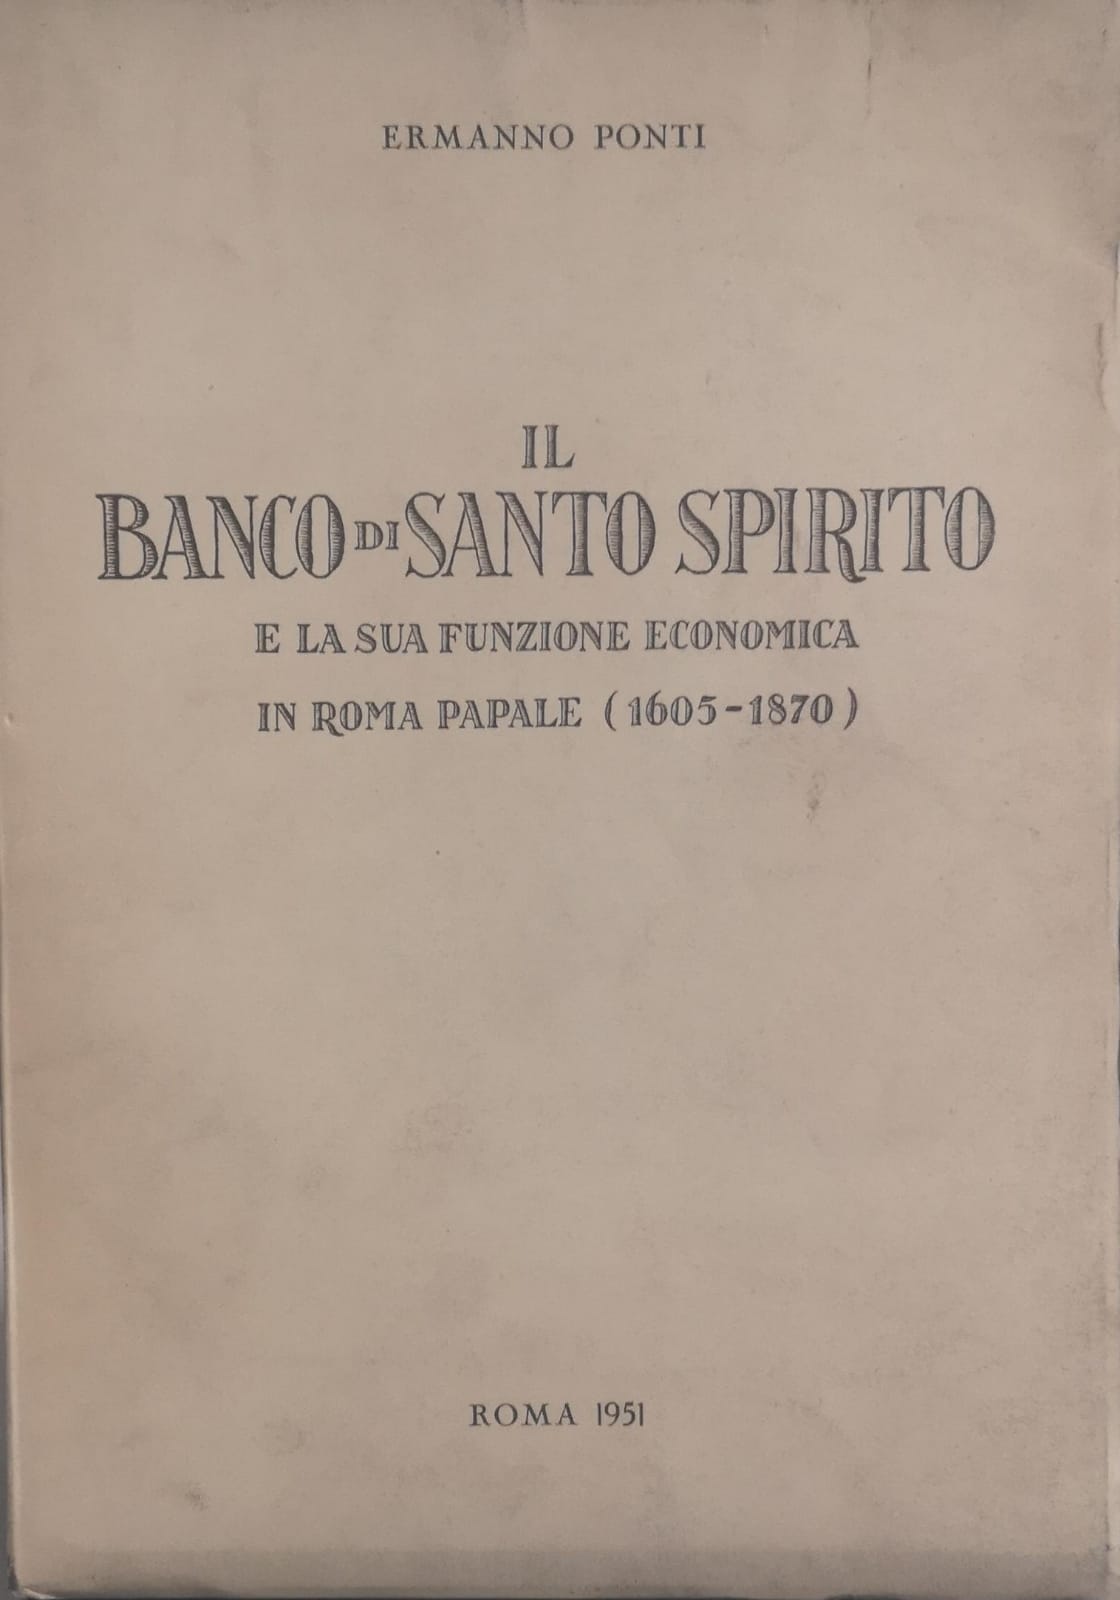 ERMANNO PONTI
IL
BANCO DI SANTO SPIRITO
E LA SUA FUNZIONE ECONOMICA
IN ROMA PAPALE (1605-1870)
ROMA 1951